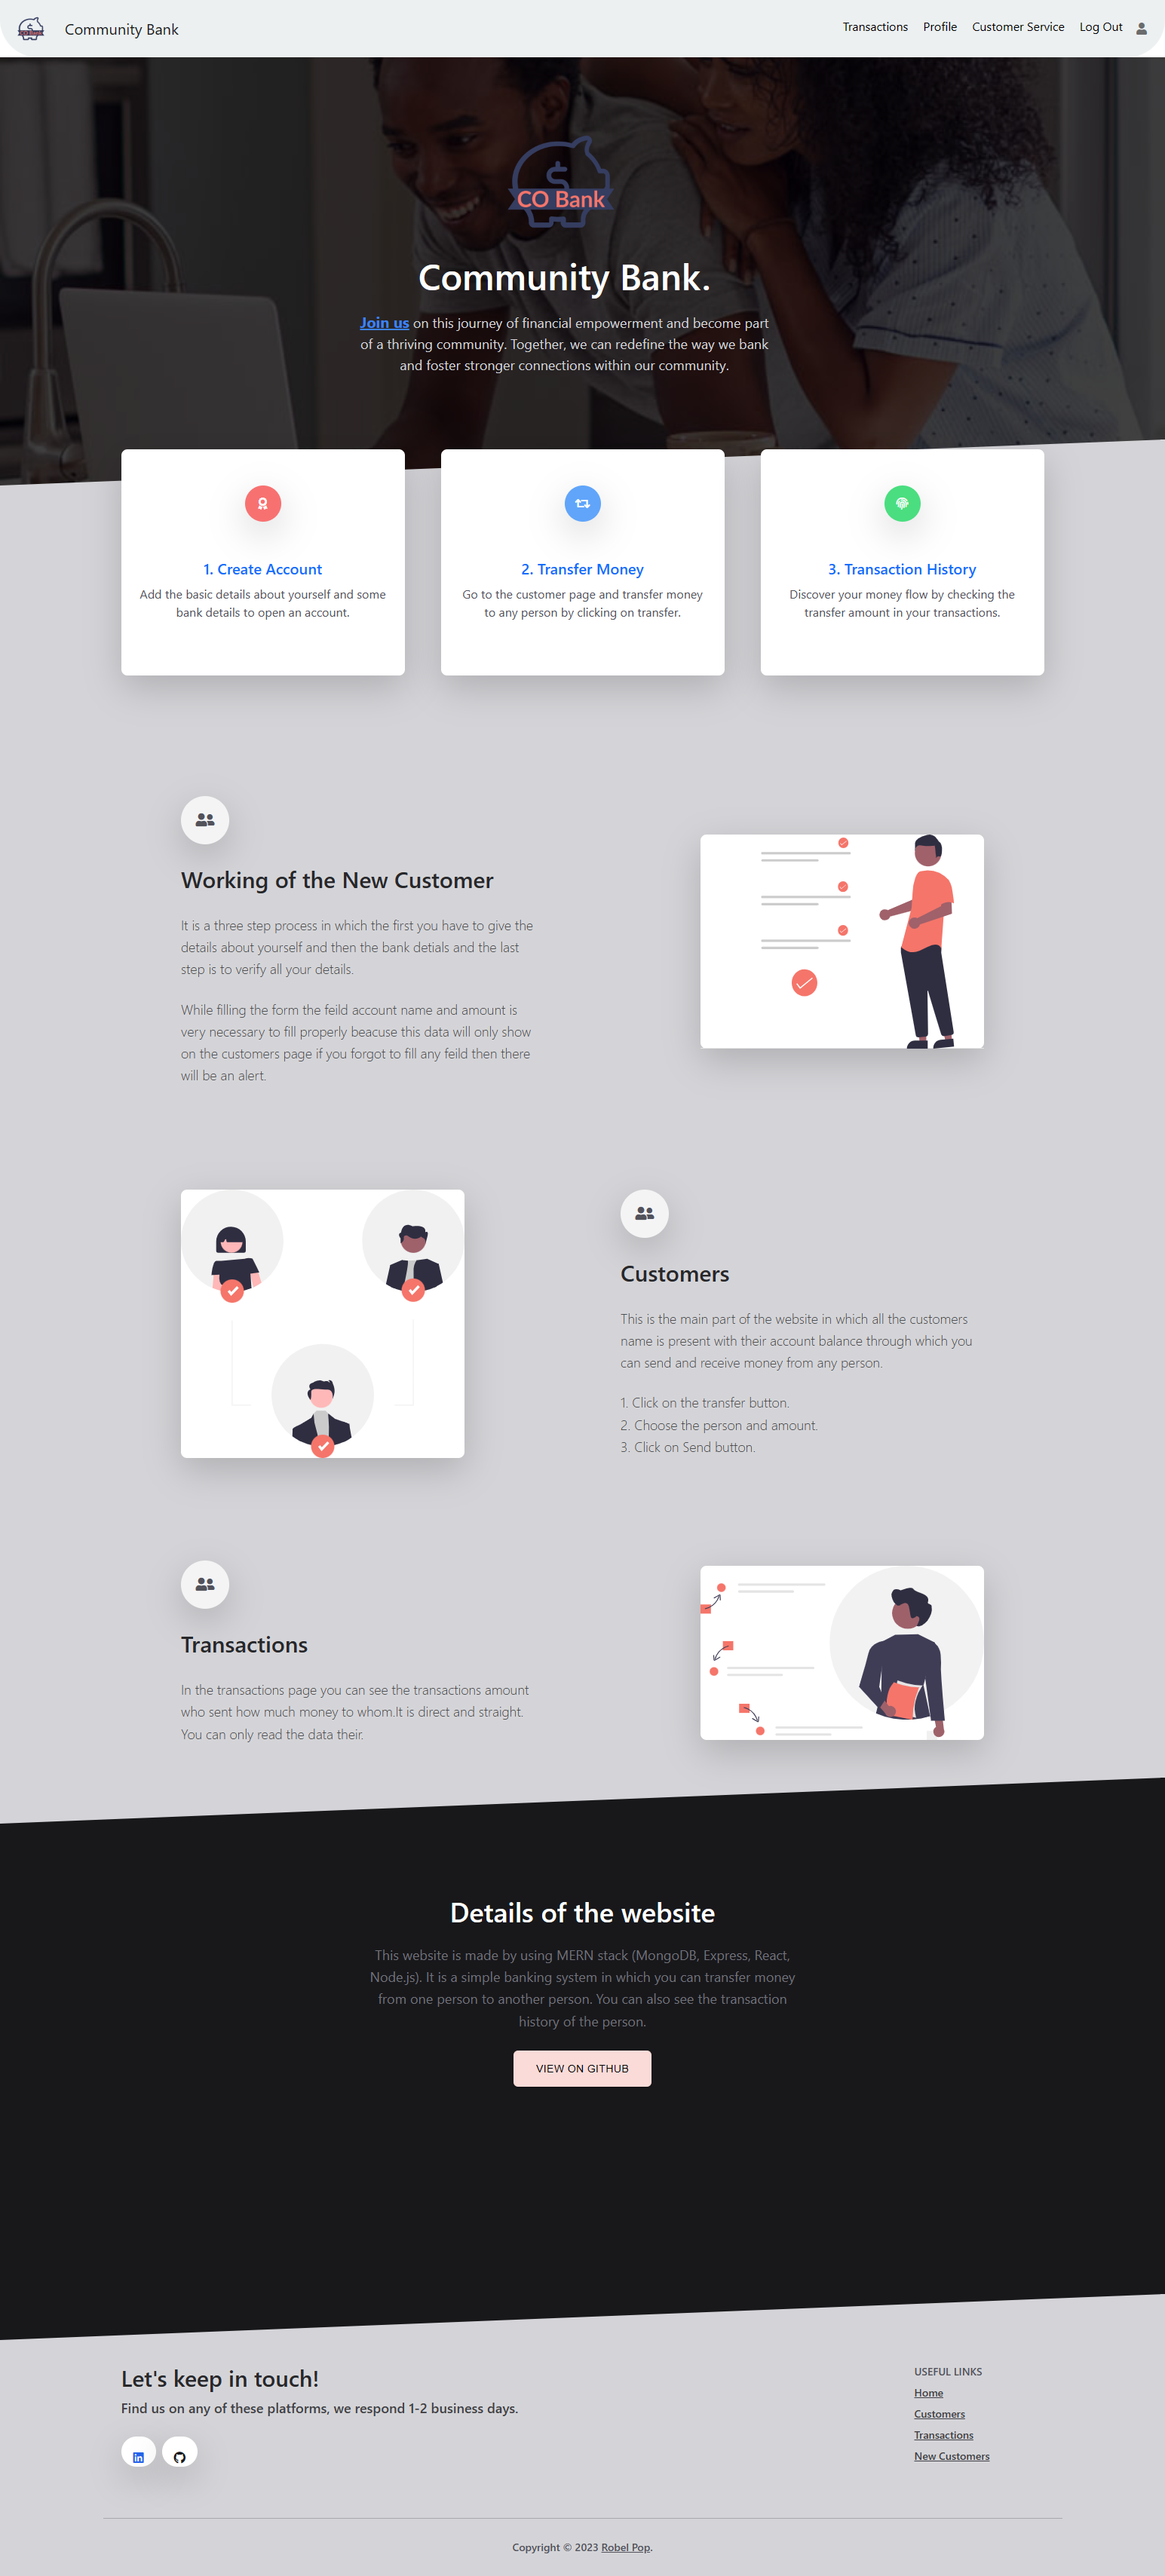 CO Bank
Community Bank
Transactions
Profile
Customer Service
Log Out
CO Bank
Community Bank.
Join us on this journey of financial empowerment and become part
of a thriving community. Together, we can redefine the way we bank
and foster stronger connections within our community.
1. Create Account
Add the basic details about yourself and some
bank details to open an account.
2. Transfer Money
Go to the customer page and transfer money
to any person by clicking on transfer.
3. Transaction History
Discover your money flow by checking the
transfer amount in your transactions.
Working of the New Customer
It is a three step process in which the first you have to give the
details about yourself and then the bank detials and the last
step is to verify all your details.
While filling the form the feild account name and amount is
very necessary to fill properly beacuse this data will only show
on the customers page if you forgot to fill any feild then there
will be an alert.
Customers
This is the main part of the website in which all the customers
name is present with their account balance through which you
can send and receive money from any person.
1. Click on the transfer button.
2. Choose the person and amount.
3. Click on Send button.
Transactions
In the transactions page you can see the transactions amount
who sent how much money to whom.It is direct and straight.
You can only read the data their.
Details of the website
This website is made by using MERN stack (MongoDB, Express, React,
Node.js). It is a simple banking system in which you can transfer money
from one person to another person. You can also see the transaction
history of the person.
VIEW ON GITHUB
Let's keep in touch!
Find us on any of these platforms, we respond 1-2 business days.
USEFUL LINKS
Home
Customers
Transactions
New Customers
Copyright © 2023 Robel Pop.